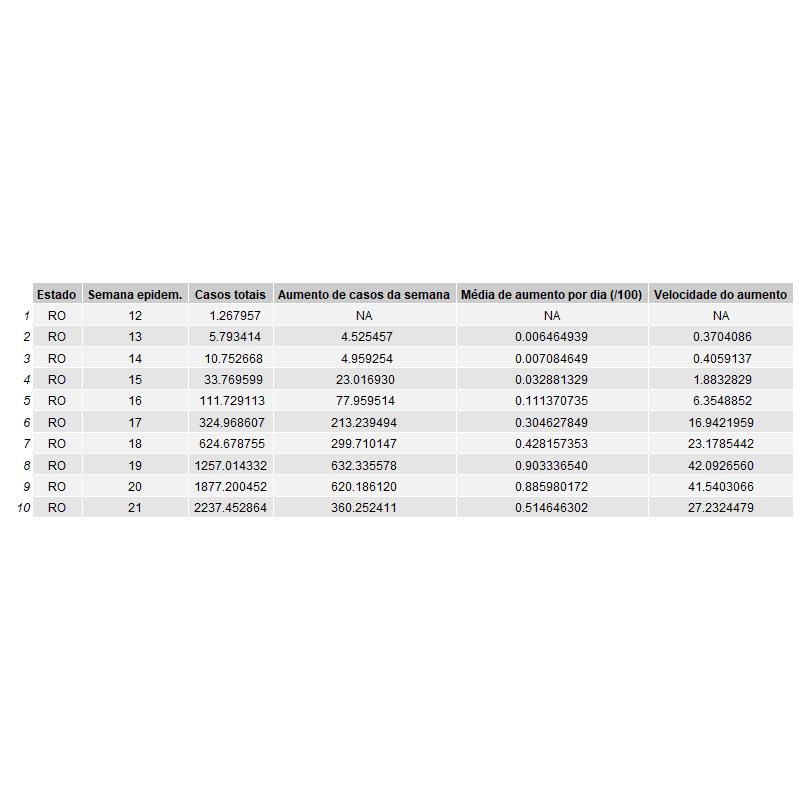 Estado Semana epidem. Casos totais Aumento de casos da semana Média de aumento por dia (/100) Velocidade do aumento
1 RO 12 1.267957 NA NA NA
2 RO 13 5.793414 4.525457 0.006464939 0.3704086
3 RO 14 10.752668 4.959254 0.007084649 0.4059137
4 RO 15 33.769599 23.016930 0.032881329 1.8832829
5 RO 16 111.729113 77.959514 0.111370735 6.3548852
6 RO 17 324.968607 213.239494 0.304627849 16.9421959
7 RO 18 624.678755 299.710147 0.428157353 23.1785442
8 RO 19 1257.014332 632.335578 0.903336540 42.0926560
9 RO 20 1877.200452 620.186120 0.885980172 41.5403066
10 RO 21 2237.452864 360.252411 0.514646302 27.2324479